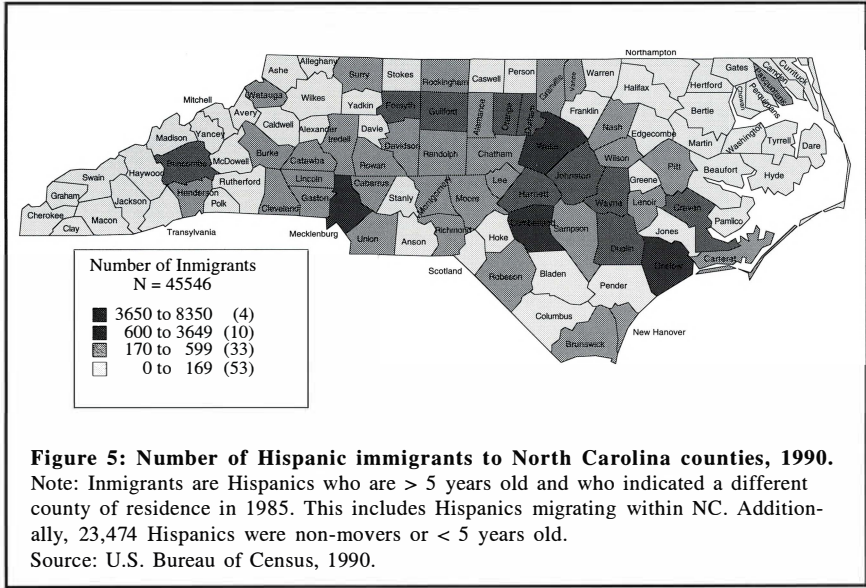 Northampton
Alleghany
Ashe
Surry
Stokes
Rockingham
Caswell
Person
Granville
Vance
Warren
Gates
Camden
Currituck
Pasquotank
Perquimans
Chowan
Hertford
Halifax
Watauga
Wilkes
Yadkin
Forsyth
Guilford
Alamance
Orange
Durham
Franklin
Bertie
Mitchell
Avery
Caldwell
Alexander
Iredell
Davie
Davidson
Randolph
Chatham
Wake
Nash
Edgecombe
Martin
Washington
Tyrrell
Dare
Madison
Yancey
McDowell
Burke
Catawba
Rowan
Johnston
Wilson
Pitt
Beaufort
Hyde
Swain
Haywood
Buncombe
Rutherford
Lincoln
Cabarrus
Stanly
Montgomery
Moore
Lee
Harnett
Wayne
Greene
Lenoir
Craven
Pamlico
Graham
Jackson
Henderson
Polk
Cleveland
Gaston
Cherokee
Clay
Macon
Transylvania
Mecklenburg
Union
Anson
Richmond
Hoke
Cumberland
Sampson
Duplin
Jones
Onslow
Carteret
Scotland
Robeson
Bladen
Pender
Columbus
New Hanover
Brunswick
Number of Inmigrants
N = 45546
3650 to 8350 (4)
600 to 3649 (10)
170 to 599 (33)
0 to 169 (53)
Figure 5: Number of Hispanic immigrants to North Carolina counties, 1990.
Note: Inmigrants are Hispanics who are > 5 years old and who indicated a different
county of residence in 1985. This includes Hispanics migrating within NC. Addition-
ally, 23,474 Hispanics were non-movers or < 5 years old.
Source: U.S. Bureau of Census, 1990.